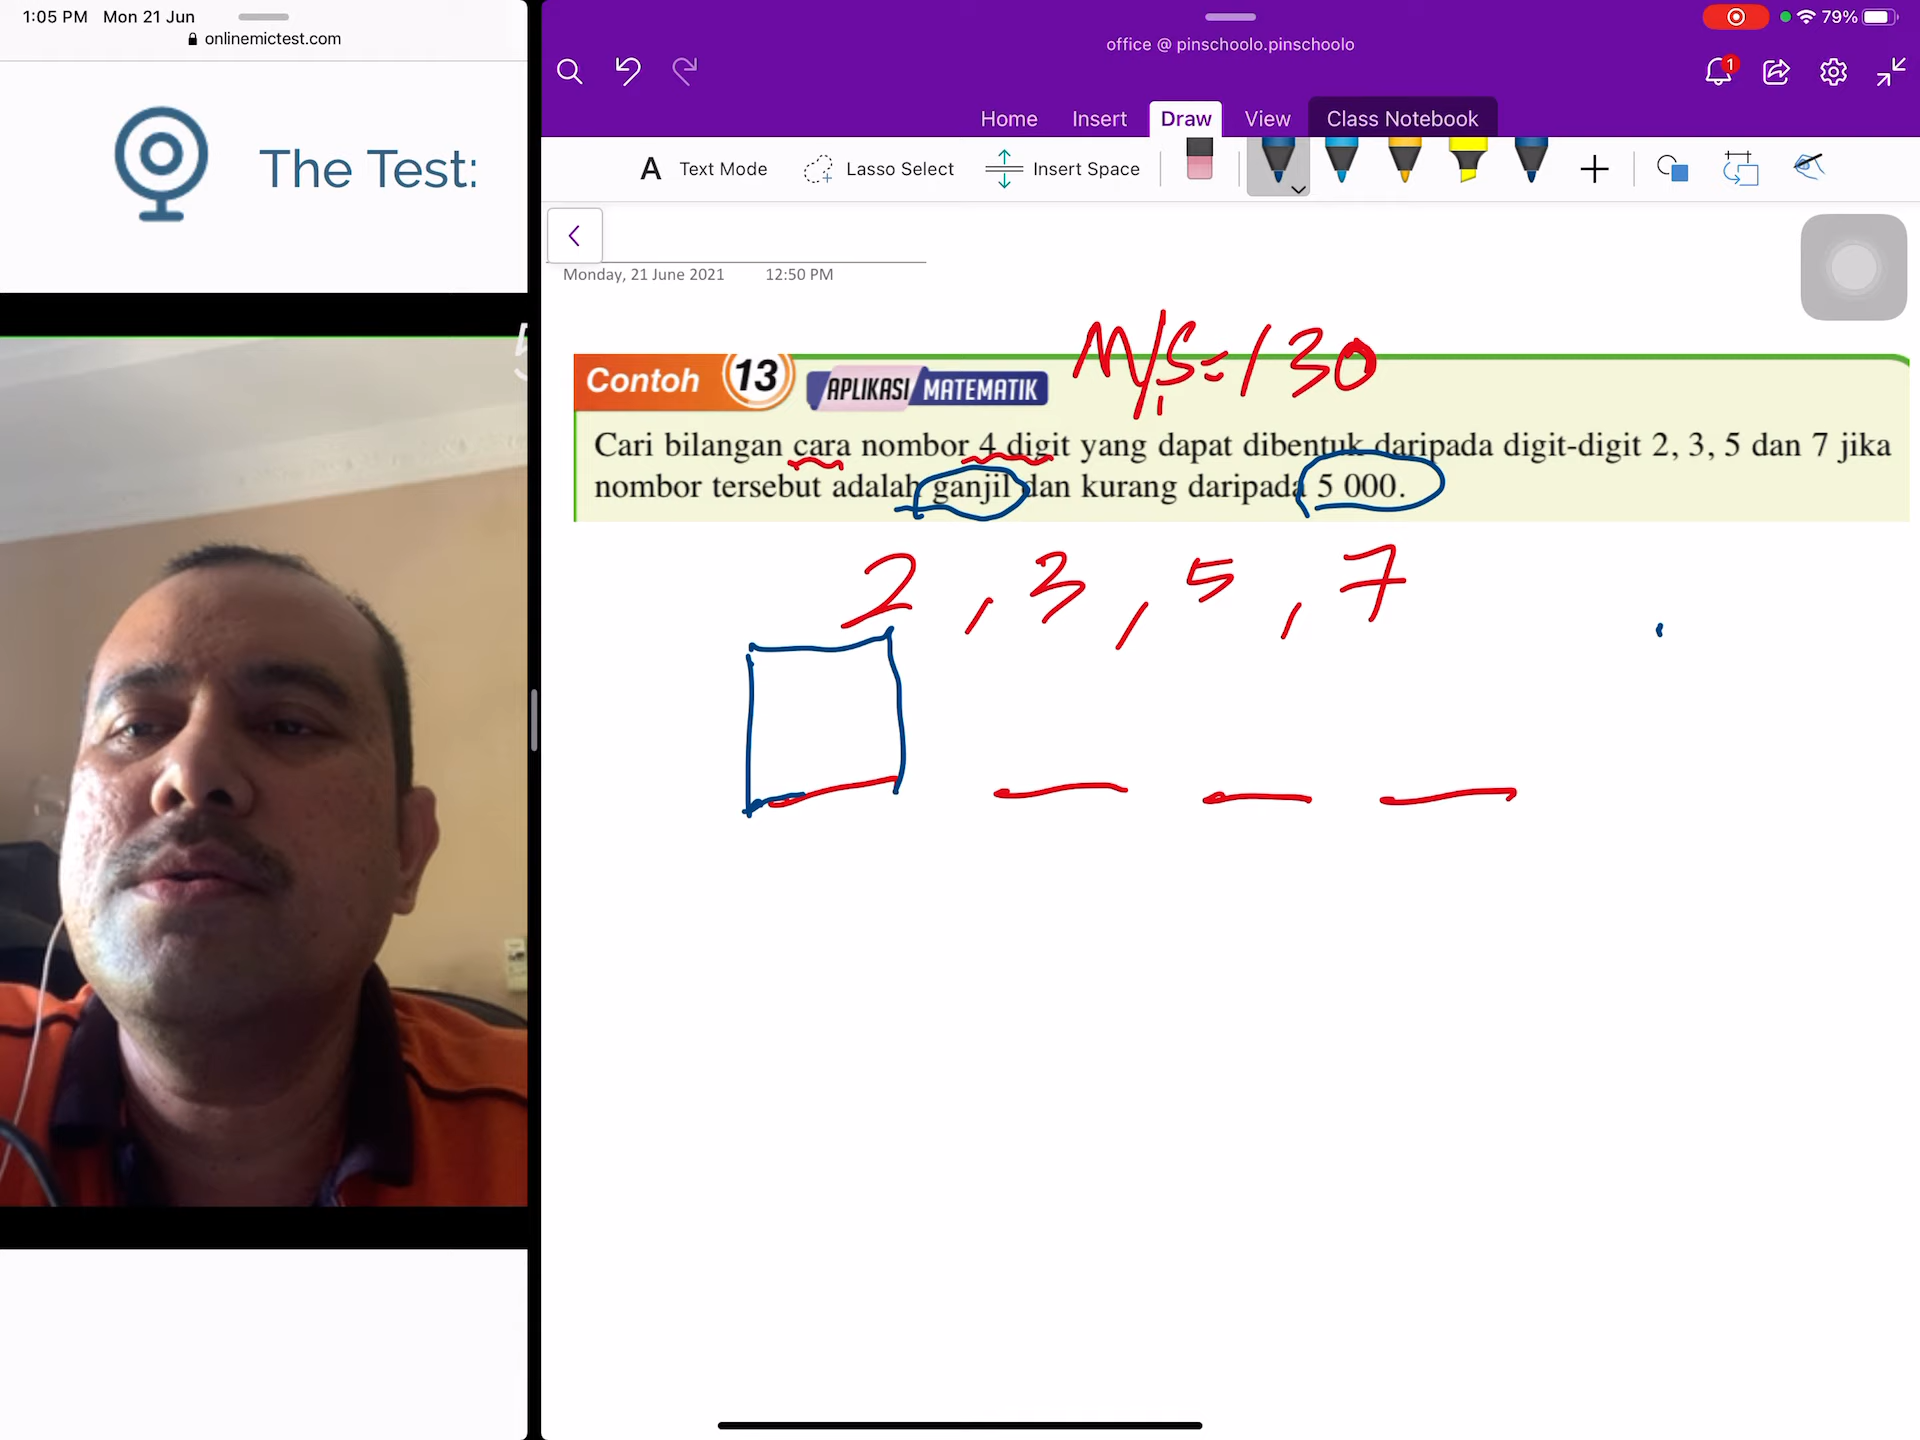 1:05 PM Mon 21 Jun
onlinemictest.com
The Test:
79%
office @ pinschoolo.pinschoolo
1
Home Insert Draw View Class Notebook
A Text Mode Lasso Select Insert Space
Monday, 21 June 2021 12:50 PM
M/S = 130
Contoh 13 APLIKASI MATEMATIK
Cari bilangan cara nombor 4 digit yang dapat dibentuk daripada digit-digit 2, 3, 5 dan 7 jika
nombor tersebut adalah ganjil dan kurang daripada 5 000.
2 , 3 , 5 , 7